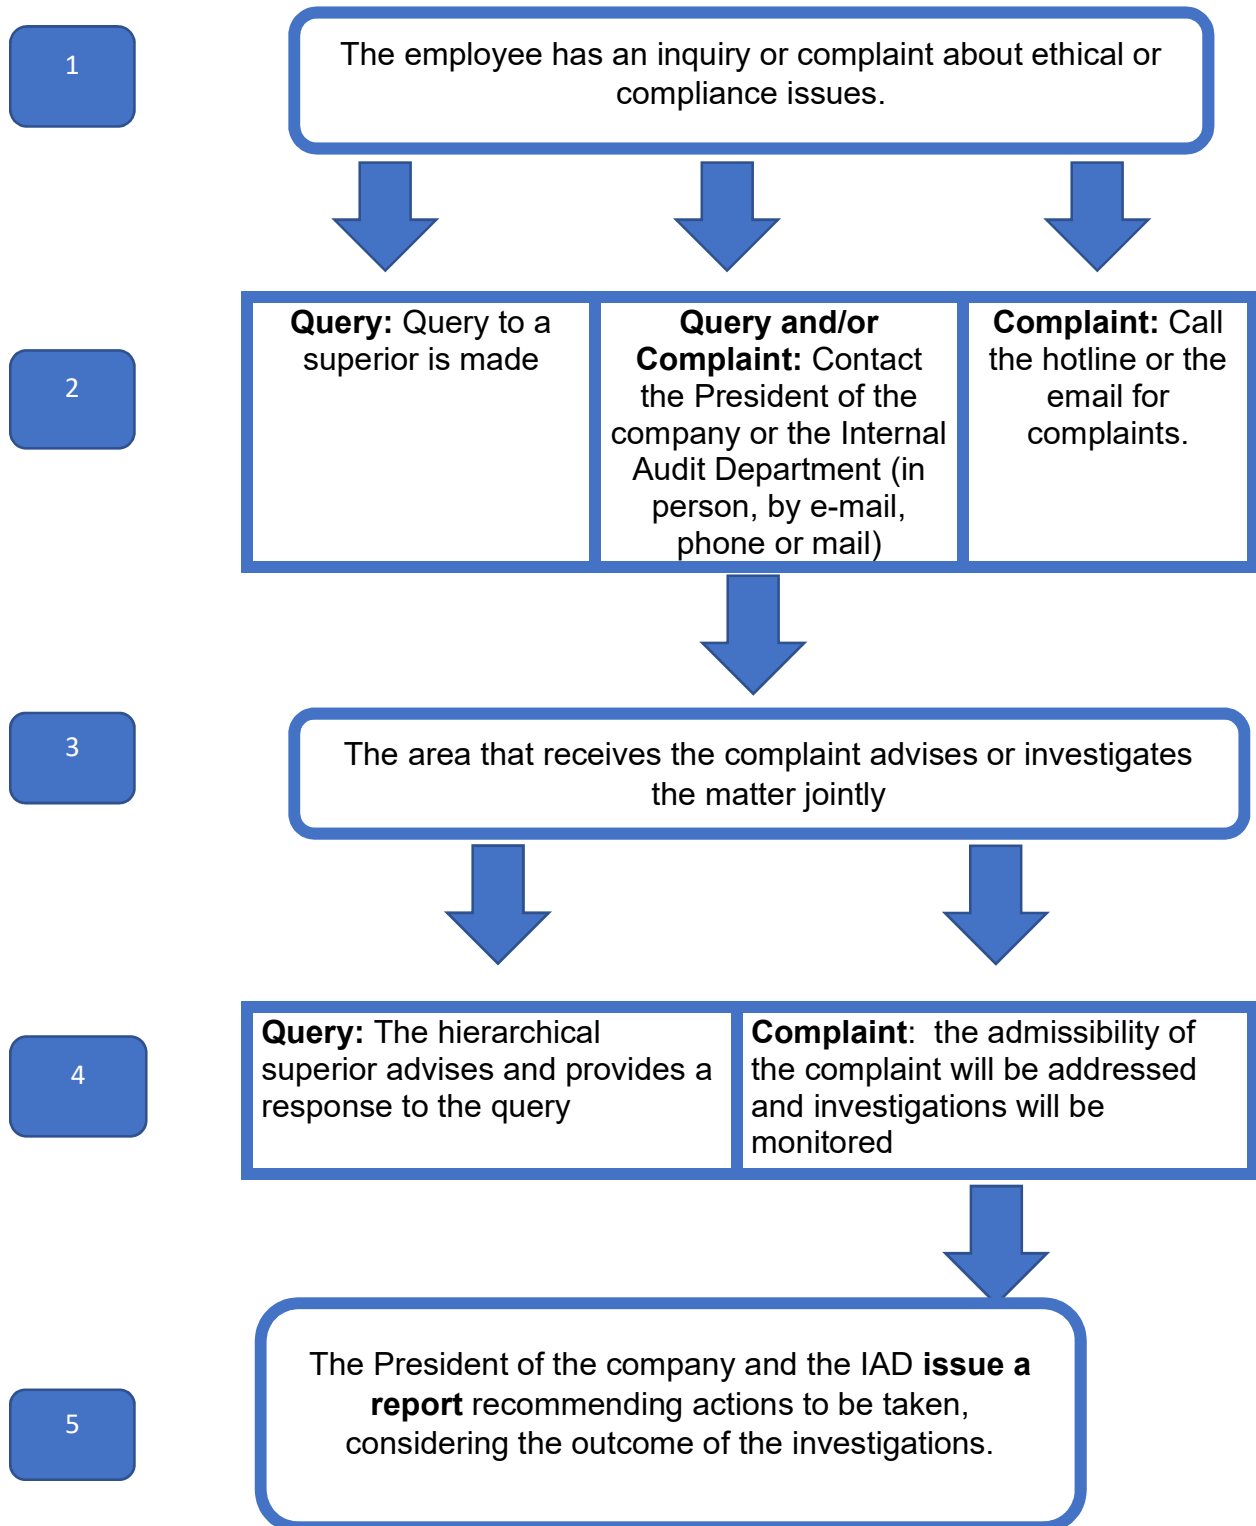 1
The employee has an inquiry or complaint about ethical or
compliance issues.
2
Query: Query to a
superior is made
Query and/or
Complaint: Contact
the President of the
company or the Internal
Audit Department (in
person, by e-mail,
phone or mail)
Complaint: Call
the hotline or the
email for
complaints.
3
The area that receives the complaint advises or investigates
the matter jointly
4
Query: The hierarchical
superior advises and provides a
response to the query
Complaint:  the admissibility of
the complaint will be addressed
and investigations will be
monitored
5
The President of the company and the IAD issue a
report recommending actions to be taken,
considering the outcome of the investigations.